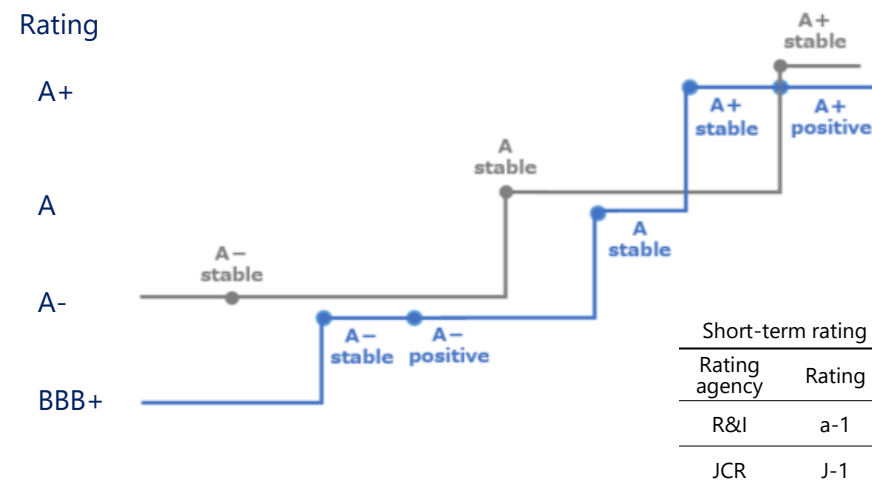 Rating
A+
stable
A+
A+
stable
A+
positive
A
stable
A
A
stable
A−
stable
A-
A−
stable
A−
positive
BBB+
Short-term rating
Rating
agency
Rating
R&I
a-1
JCR
J-1